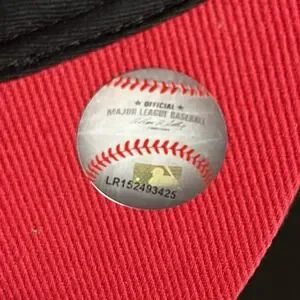 ★ OFFICIAL ★
MAJOR LEAGUE BASEBALL
LR152493425